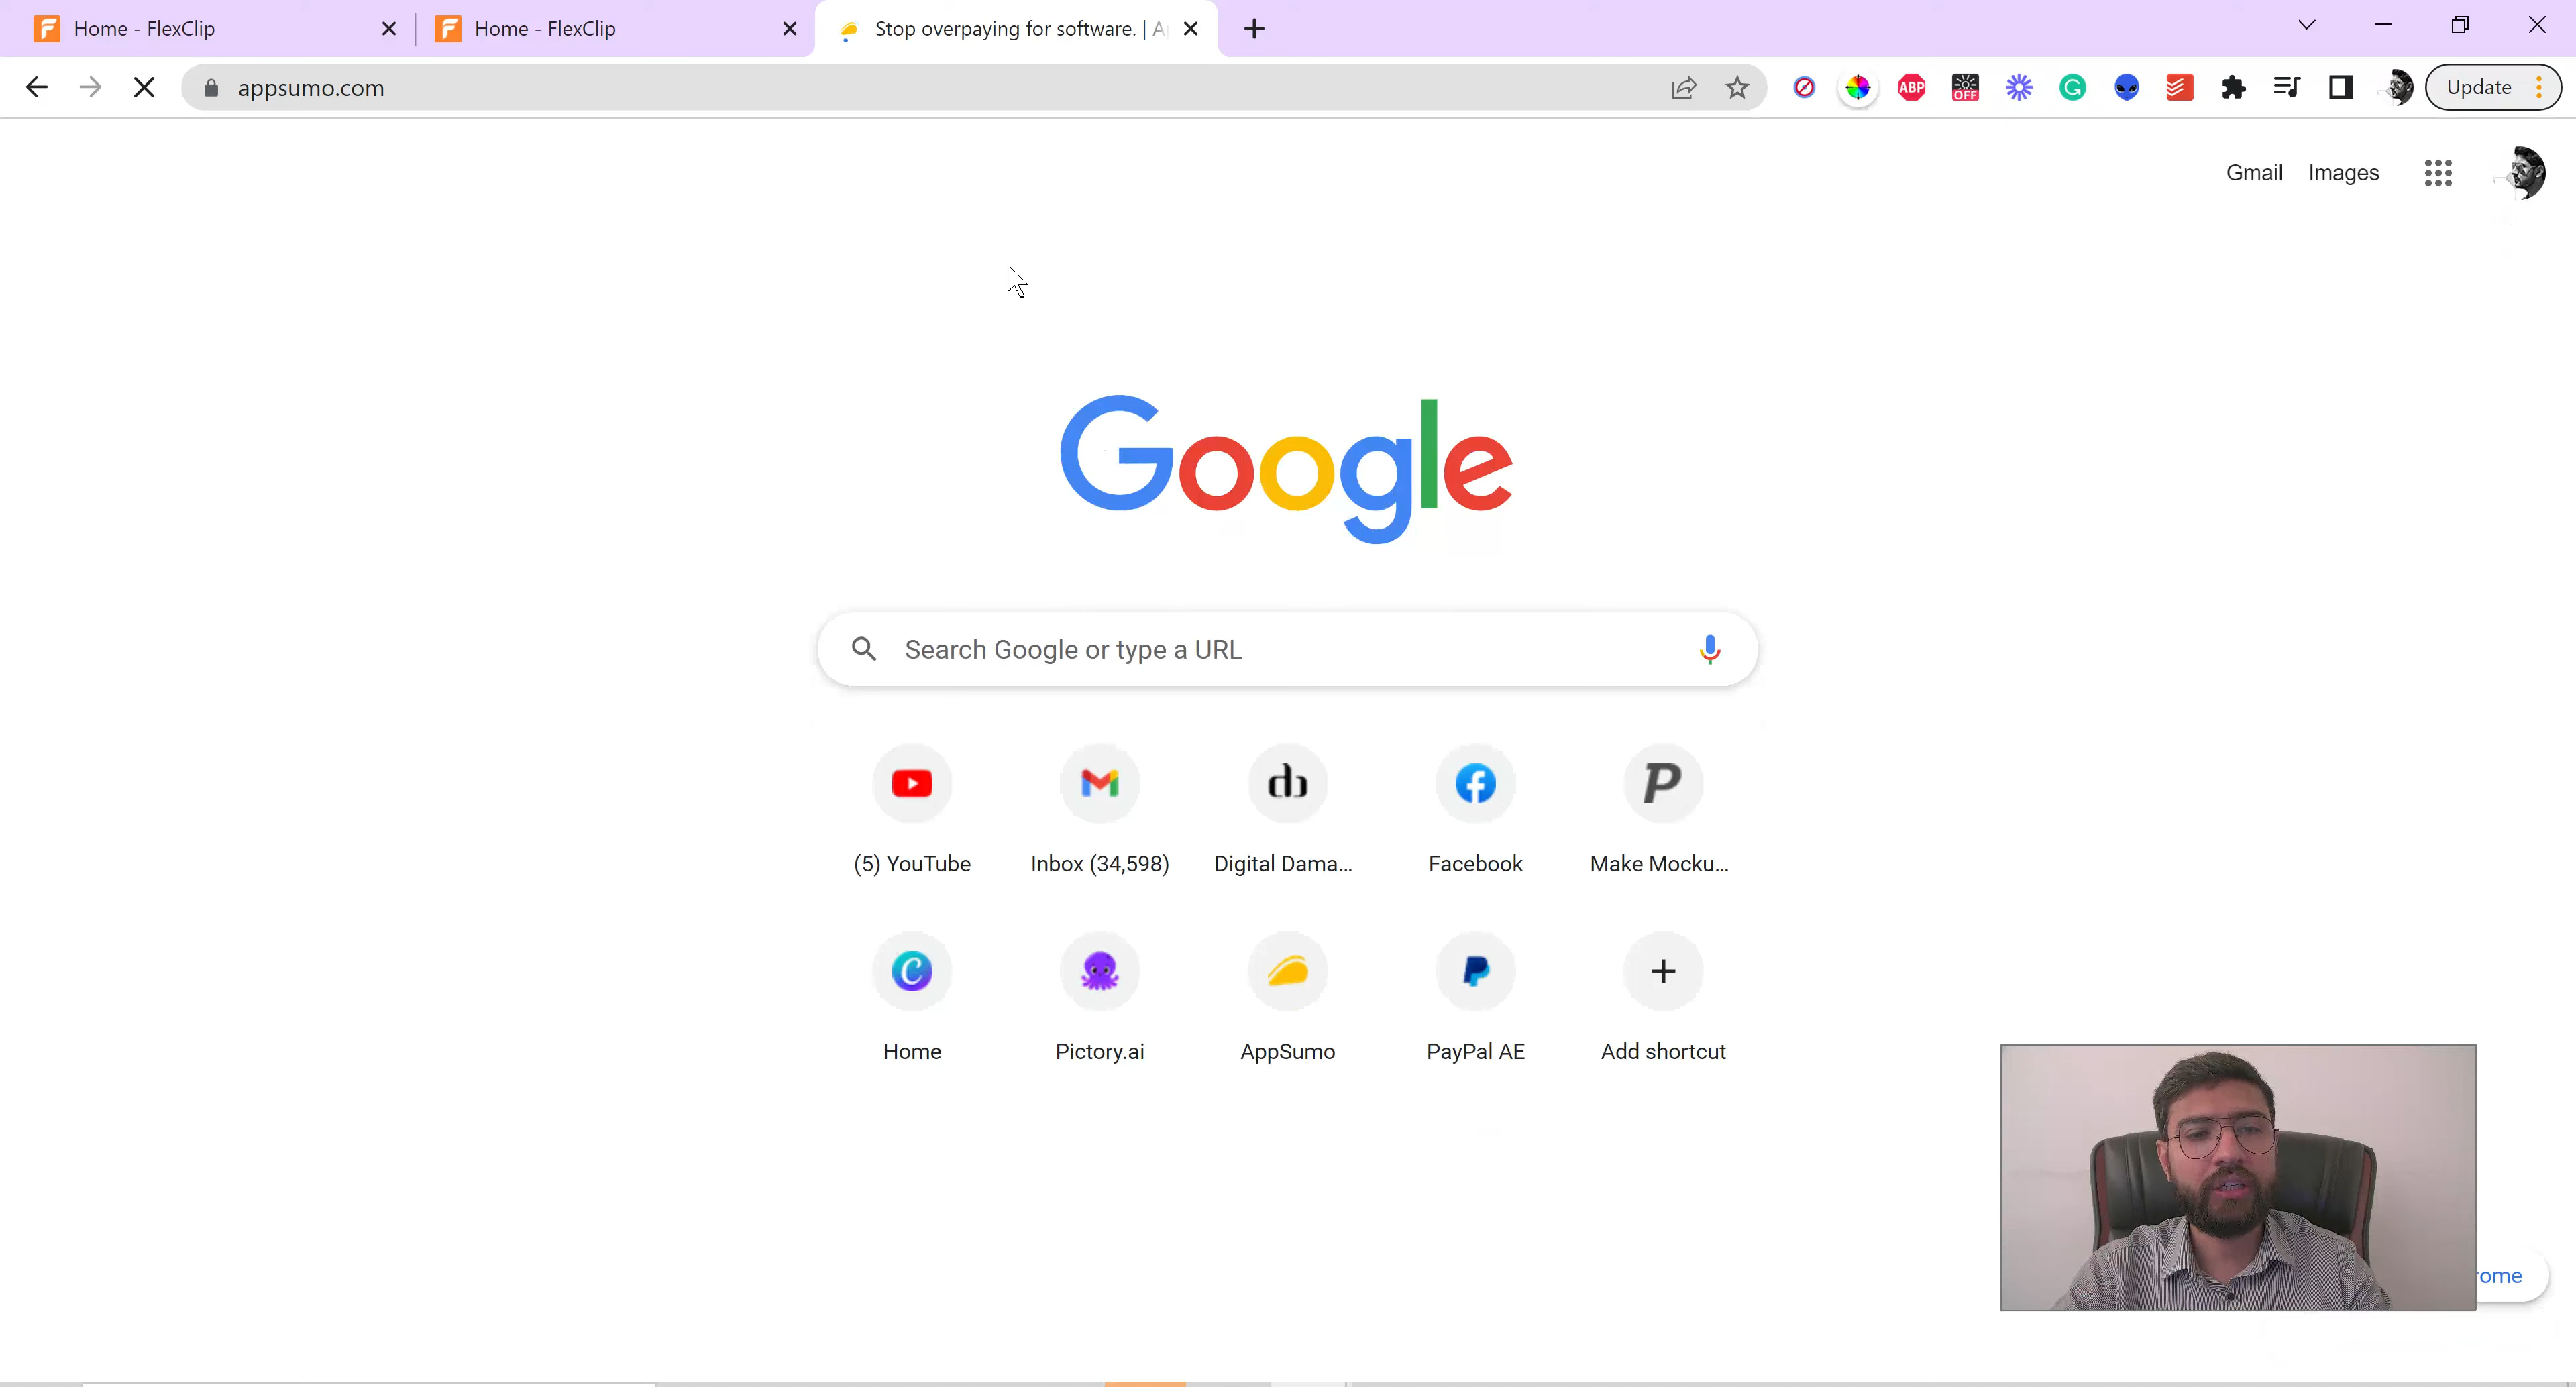 Home - FlexClip
Home - FlexClip
Stop overpaying for software. | A
appsumo.com
ABP
OFF
Update
Gmail
Images
Google
Search Google or type a URL
(5) YouTube
Inbox (34,598)
Digital Dama...
Facebook
Make Mocku...
Home
Pictory.ai
AppSumo
PayPal AE
Add shortcut
ome